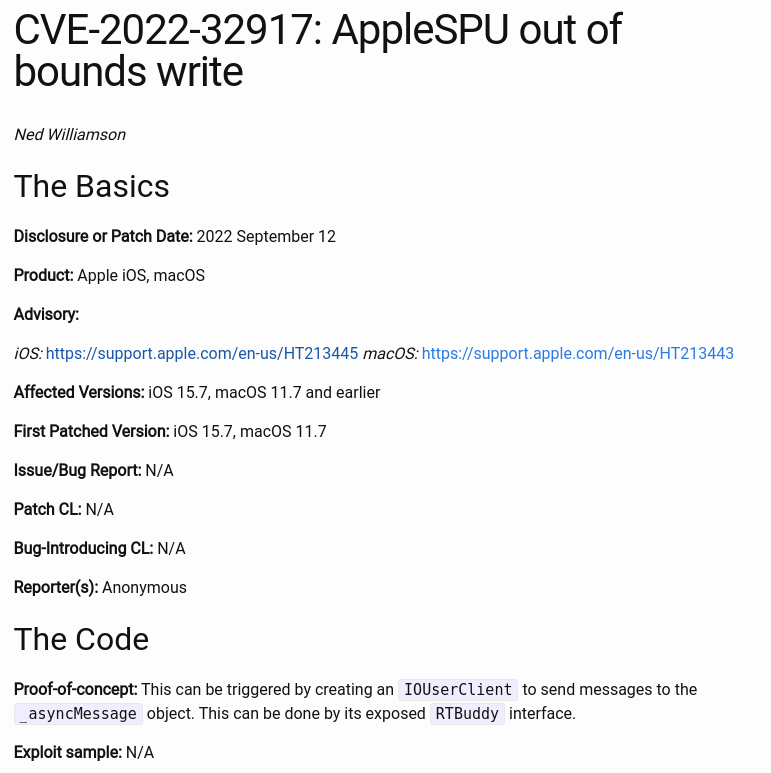 CVE-2022-32917: AppleSPU out of
bounds write
Ned Williamson
The Basics
Disclosure or Patch Date: 2022 September 12
Product: Apple iOS, macOS
Advisory:
iOS: https://support.apple.com/en-us/HT213445 macOS: https://support.apple.com/en-us/HT213443
Affected Versions: iOS 15.7, macOS 11.7 and earlier
First Patched Version: iOS 15.7, macOS 11.7
Issue/Bug Report: N/A
Patch CL: N/A
Bug-Introducing CL: N/A
Reporter(s): Anonymous
The Code
Proof-of-concept: This can be triggered by creating an IOUserClient to send messages to the
_asyncMessage object. This can be done by its exposed RTBuddy interface.
Exploit sample: N/A